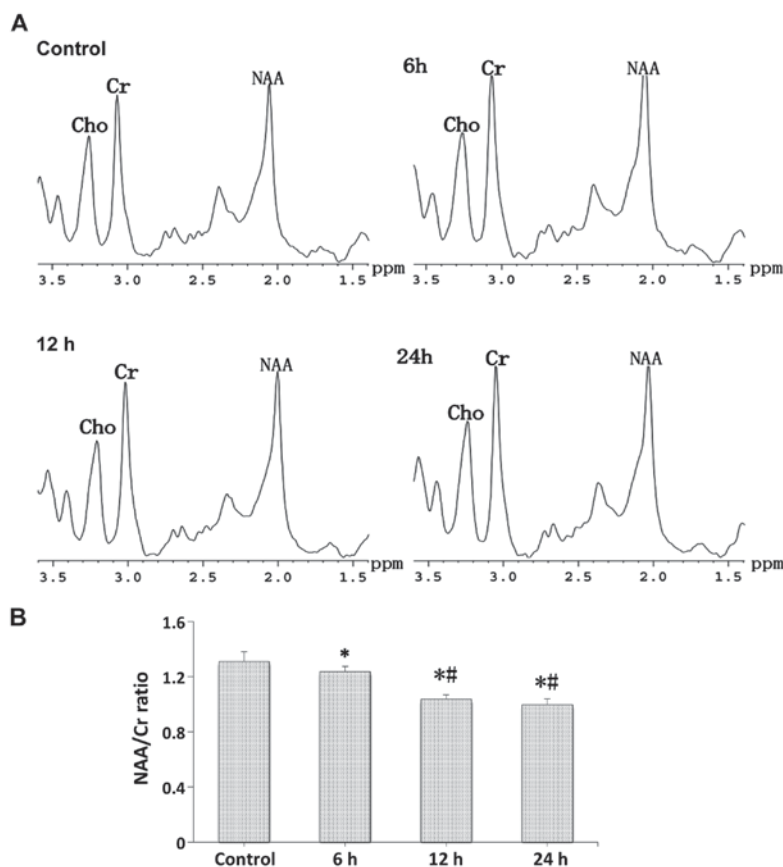 A
Control
Cho
Cr
NAA
3.5 3.0 2.5 2.0 1.5 ppm
6h
Cho
Cr
NAA
3.5 3.0 2.5 2.0 1.5 ppm
12 h
Cho
Cr
NAA
3.5 3.0 2.5 2.0 1.5 ppm
24h
Cho
Cr
NAA
3.5 3.0 2.5 2.0 1.5 ppm
B
NAA/Cr ratio
1.6
1.2
0.8
0.4
0
*
*#
*#
Control 6 h 12 h 24 h